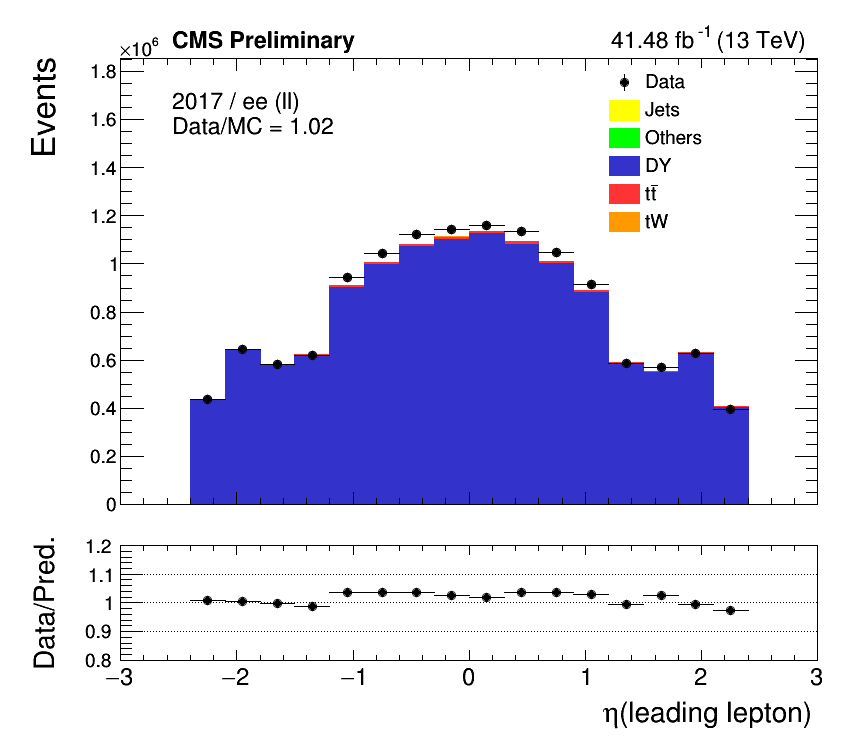 ×10⁶ CMS Preliminary 41.48 fb⁻¹ (13 TeV)
Events
2017 / ee (ll)
Data/MC = 1.02
Data
Jets
Others
DY
tt̄
tW
1.8
1.6
1.4
1.2
1
0.8
0.6
0.4
0.2
0
Data/Pred.
1.2
1.1
1
0.9
0.8
−3 −2 −1 0 1 2 3
η(leading lepton)